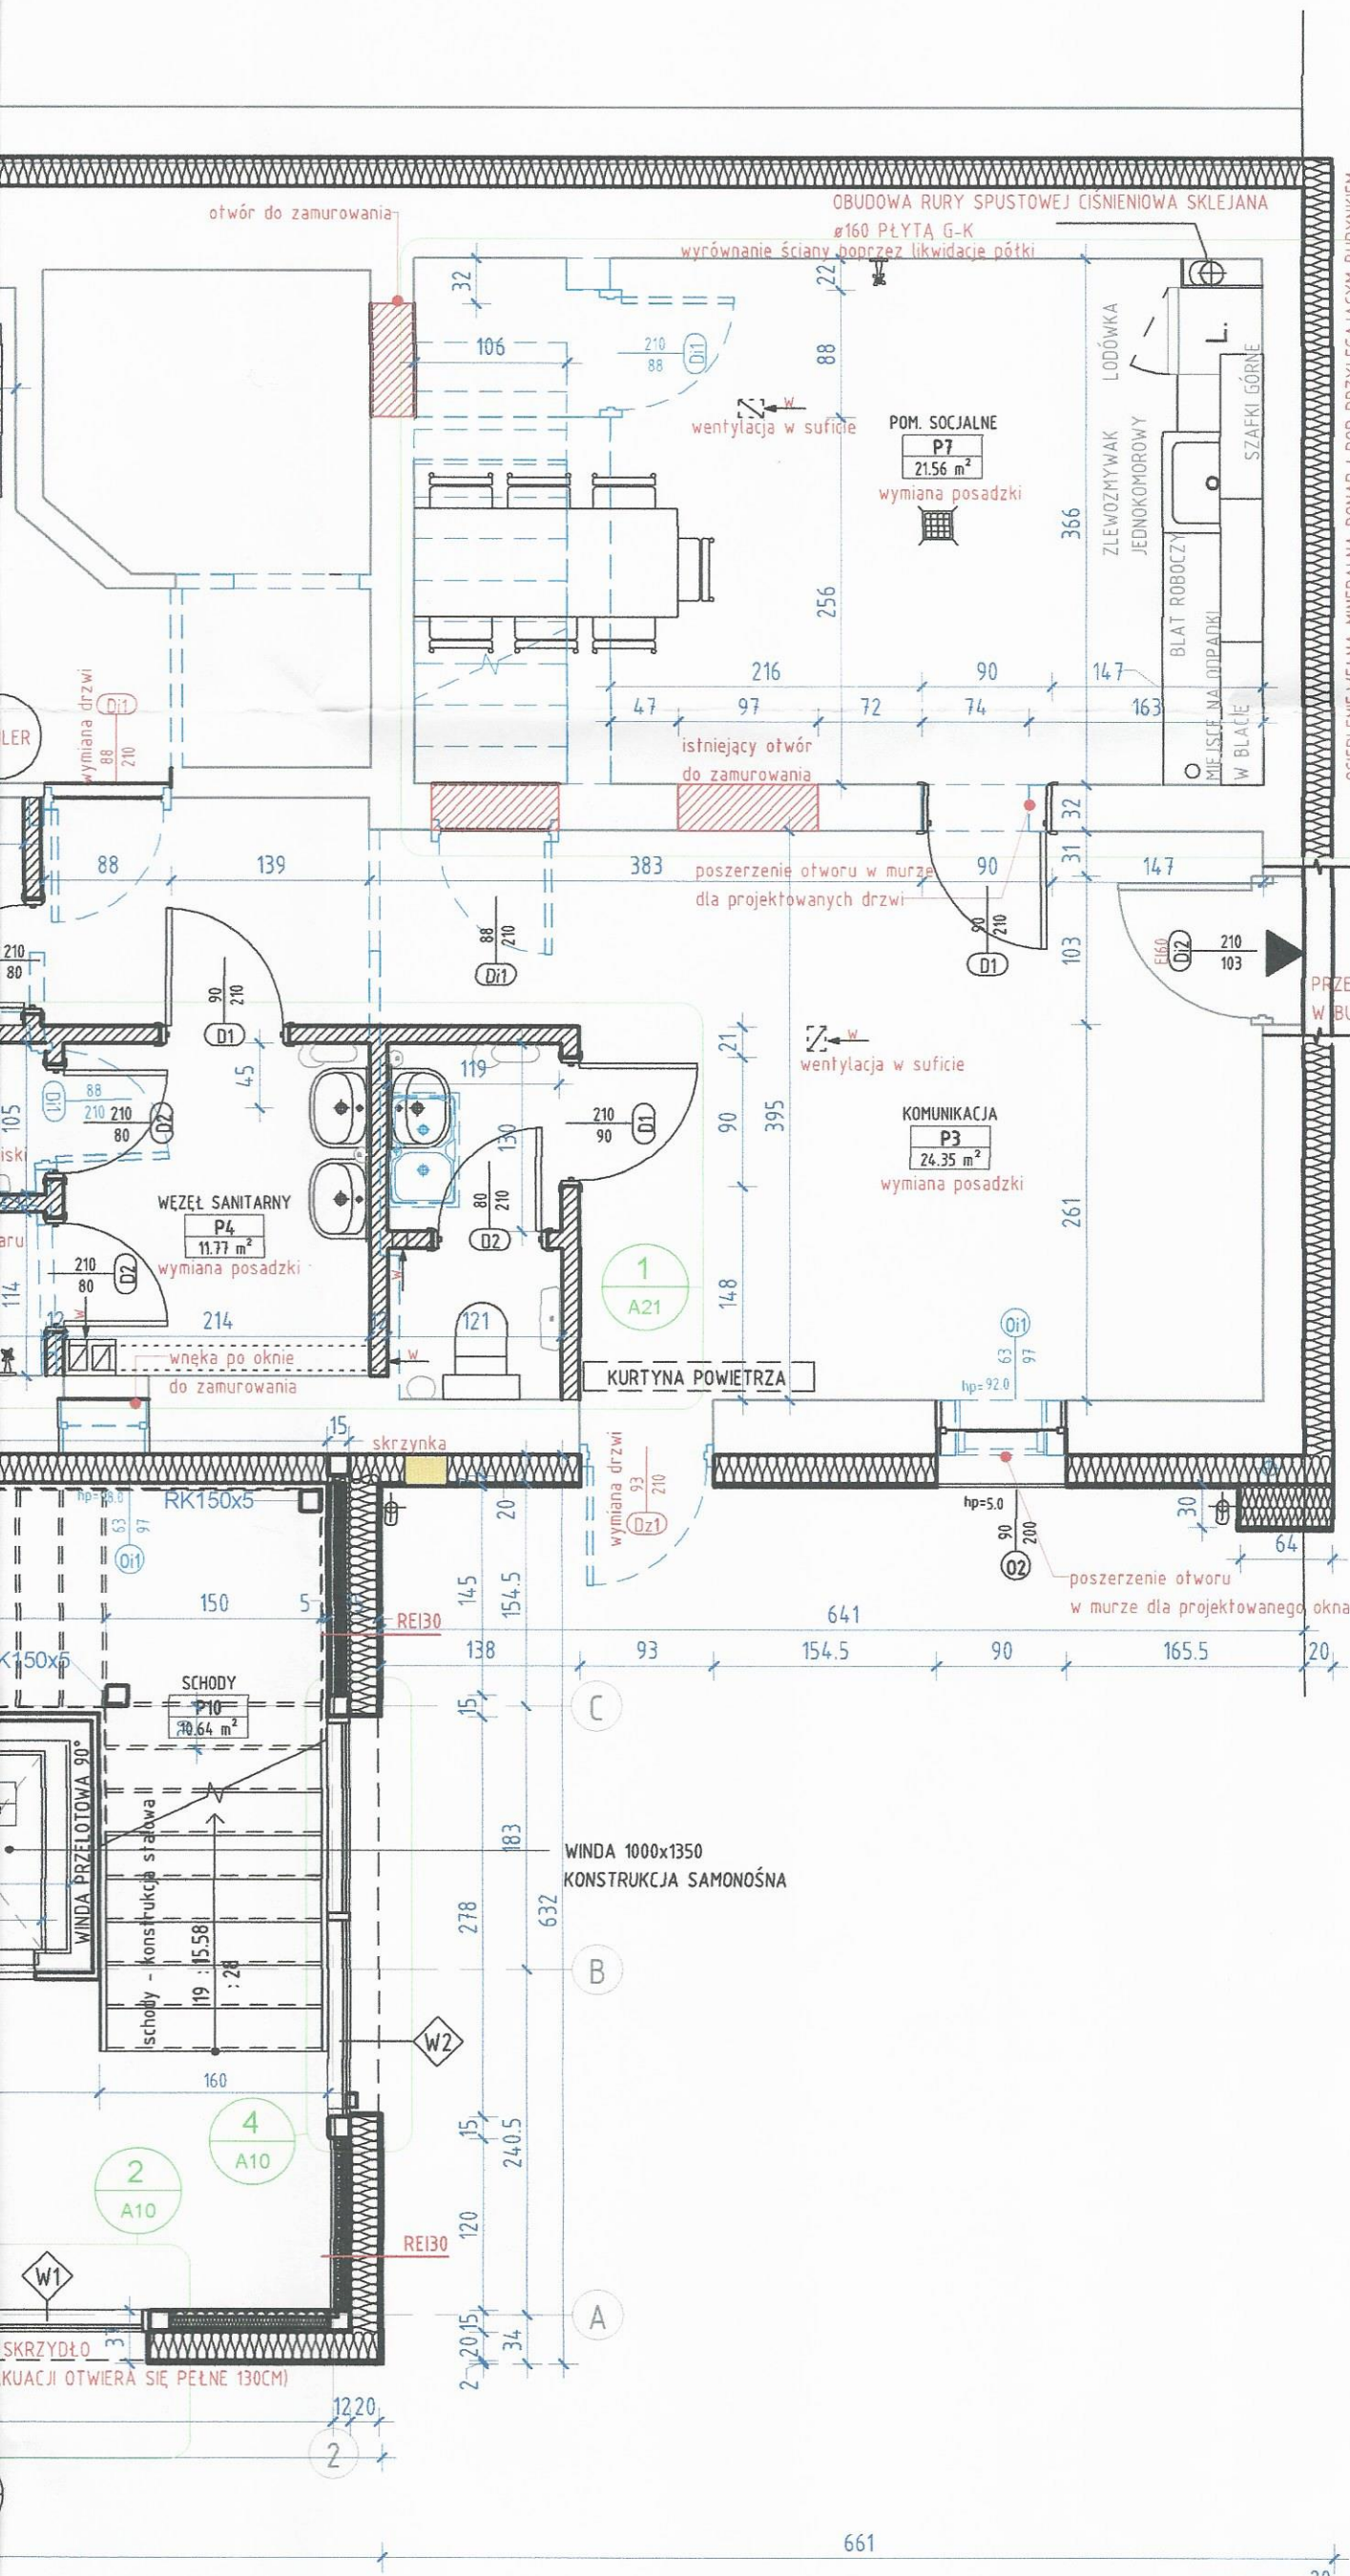 OBUDOWA RURY SPUSTOWEJ CIŚNIENIOWA SKLEJANA
ø160 PŁYTĄ G-K
wyrównanie ściany poprzez likwidację półki
otwór do zamurowania
32
22
106
210
88
Di1
88
w
wentylacja w suficie
POM. SOCJALNE
P7
21.56 m²
wymiana posadzki
LODÓWKA
L.
SZAFKI GÓRNE
ZLEWOZMYWAK
JEDNOKOMOROWY
BLAT ROBOCZY
MIEJSCE NA ODPADKI
W BLACIE
366
256
216
90
147
47
97
72
74
163
istniejący otwór
do zamurowania
wymiana drzwi
Di1
88
210
LER
32
31
88
139
383
poszerzenie otworu w murze
dla projektowanych drzwi
90
147
88
210
Di1
90
210
D1
103
EI60
Di2
210
103
PRZE
W BU
210
80
90
210
D1
45
105
Di1
88
210
210
80
D2
119
130
210
90
D1
80
210
D2
21
90
395
148
w
wentylacja w suficie
KOMUNIKACJA
P3
24.35 m²
wymiana posadzki
261
WĘZEŁ SANITARNY
P4
11.77 m²
wymiana posadzki
iski
aru
114
210
80
D2
w
12
214
12
121
w
w
wnęka po oknie
do zamurowania
1
A21
KURTYNA POWIETRZA
Oi1
63
97
hp=92.0
15
skrzynka
RK150x5
63
97
Oi1
20
wymiana drzwi
93
210
Dz1
hp=5.0
90
200
O2
30
64
poszerzenie otworu
w murze dla projektowanego okna
641
138
93
154.5
90
165.5
20
145
154.5
150
5
REI30
K150x5
SCHODY
P10
10.64 m²
15
C
WINDA PRZELOTOWA 90°
schody - konstrukcja stalowa
19 : 15.58
: 28
183
278
632
WINDA 1000x1350
KONSTRUKCJA SAMONOŚNA
B
W2
160
4
A10
2
A10
15
240.5
120
REI30
W1
A
15
20
2
34
SKRZYDŁO
KUACJI OTWIERA SIĘ PEŁNE 130CM)
12
20
2
661